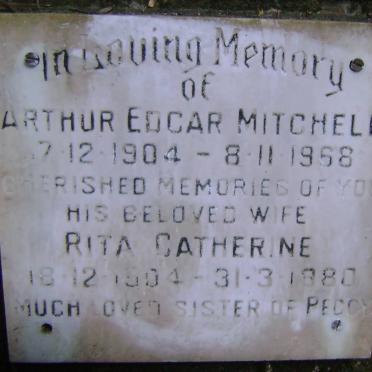 In Loving Memory
of
ARTHUR EDGAR MITCHELL
7·12·1904 – 8·11·1968
CHERISHED MEMORIES OF YOU
HIS BELOVED WIFE
RITA CATHERINE
18·12·1904 – 31·3·1980
MUCH LOVED SISTER OF PEGGY